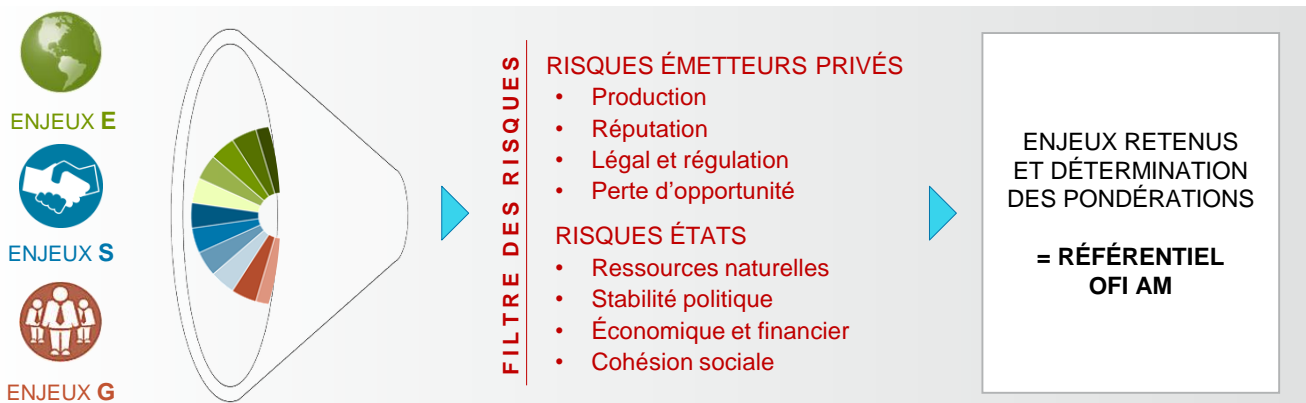 ENJEUX E
ENJEUX S
ENJEUX G
FILTRE DES RISQUES
RISQUES ÉMETTEURS PRIVÉS
• Production
• Réputation
• Légal et régulation
• Perte d'opportunité
RISQUES ÉTATS
• Ressources naturelles
• Stabilité politique
• Économique et financier
• Cohésion sociale
ENJEUX RETENUS
ET DÉTERMINATION
DES PONDÉRATIONS
= RÉFÉRENTIEL
OFI AM